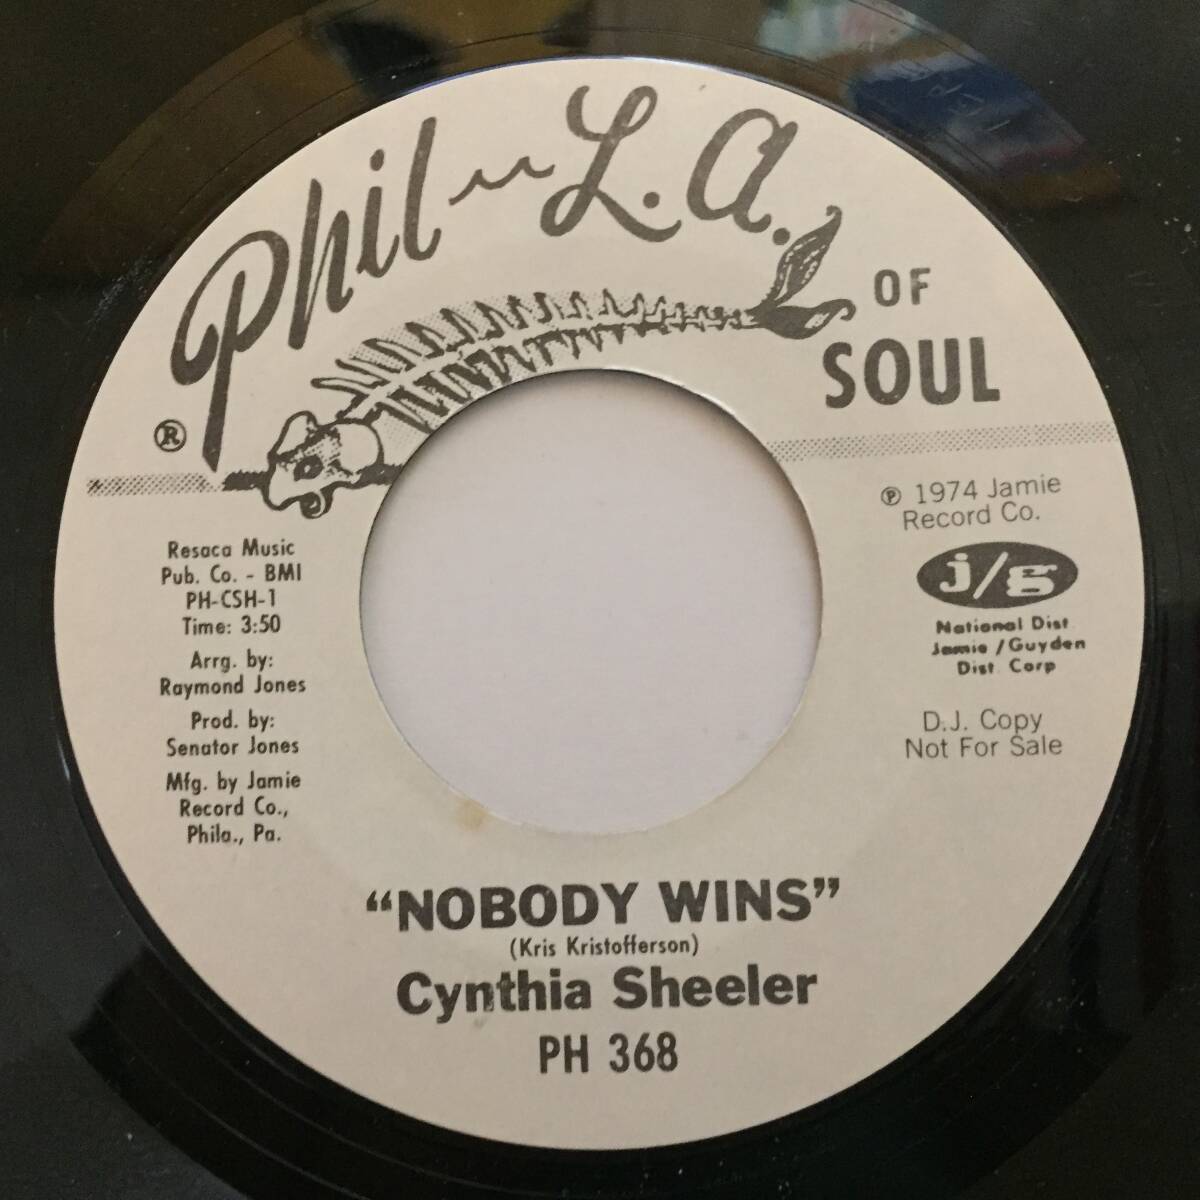 Phil-L.A.
OF
SOUL
®
℗ 1974 Jamie
Record Co.
j/g
National Dist.
Jamie/Guyden
Dist. Corp
D.J. Copy
Not For Sale
Resaca Music
Pub. Co. - BMI
PH-CSH-1
Time: 3:50
Arrg. by:
Raymond Jones
Prod. by:
Senator Jones
Mfg. by Jamie
Record Co.,
Phila., Pa.
“NOBODY WINS”
(Kris Kristofferson)
Cynthia Sheeler
PH 368